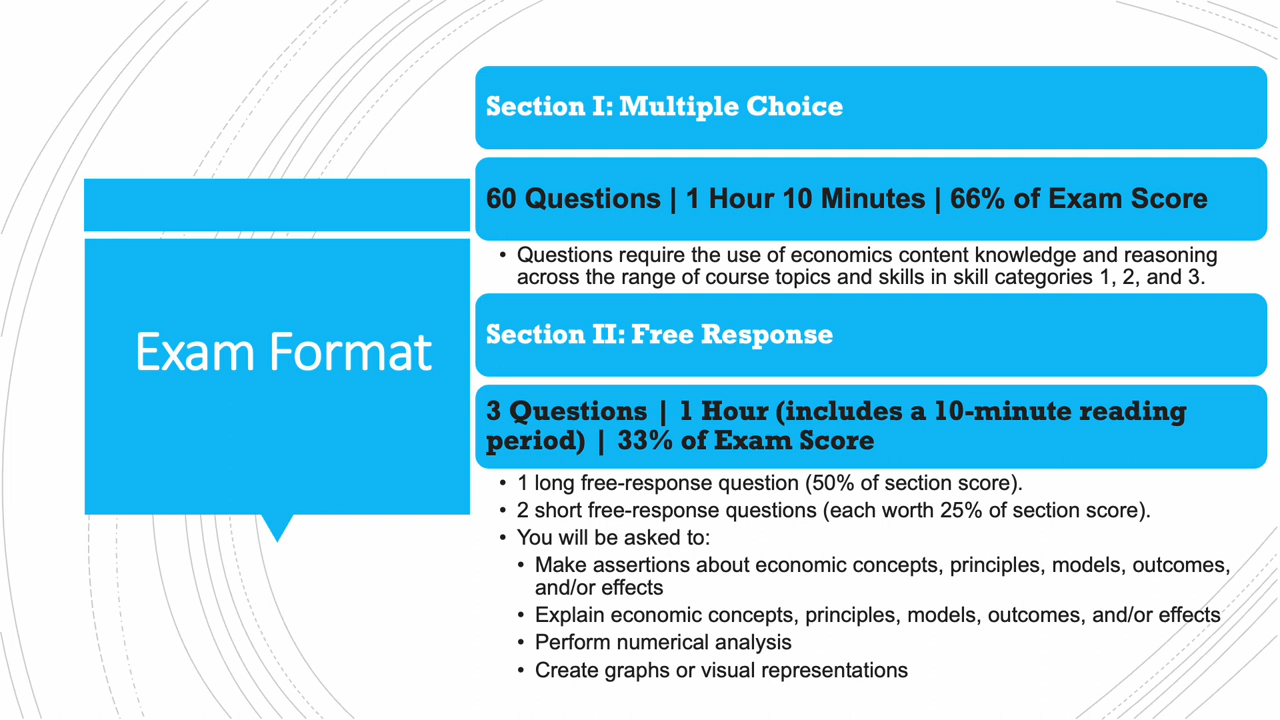 Exam Format
Section I: Multiple Choice
60 Questions | 1 Hour 10 Minutes | 66% of Exam Score
• Questions require the use of economics content knowledge and reasoning
across the range of course topics and skills in skill categories 1, 2, and 3.
Section II: Free Response
3 Questions | 1 Hour (includes a 10-minute reading
period) | 33% of Exam Score
• 1 long free-response question (50% of section score).
• 2 short free-response questions (each worth 25% of section score).
• You will be asked to:
• Make assertions about economic concepts, principles, models, outcomes,
and/or effects
• Explain economic concepts, principles, models, outcomes, and/or effects
• Perform numerical analysis
• Create graphs or visual representations